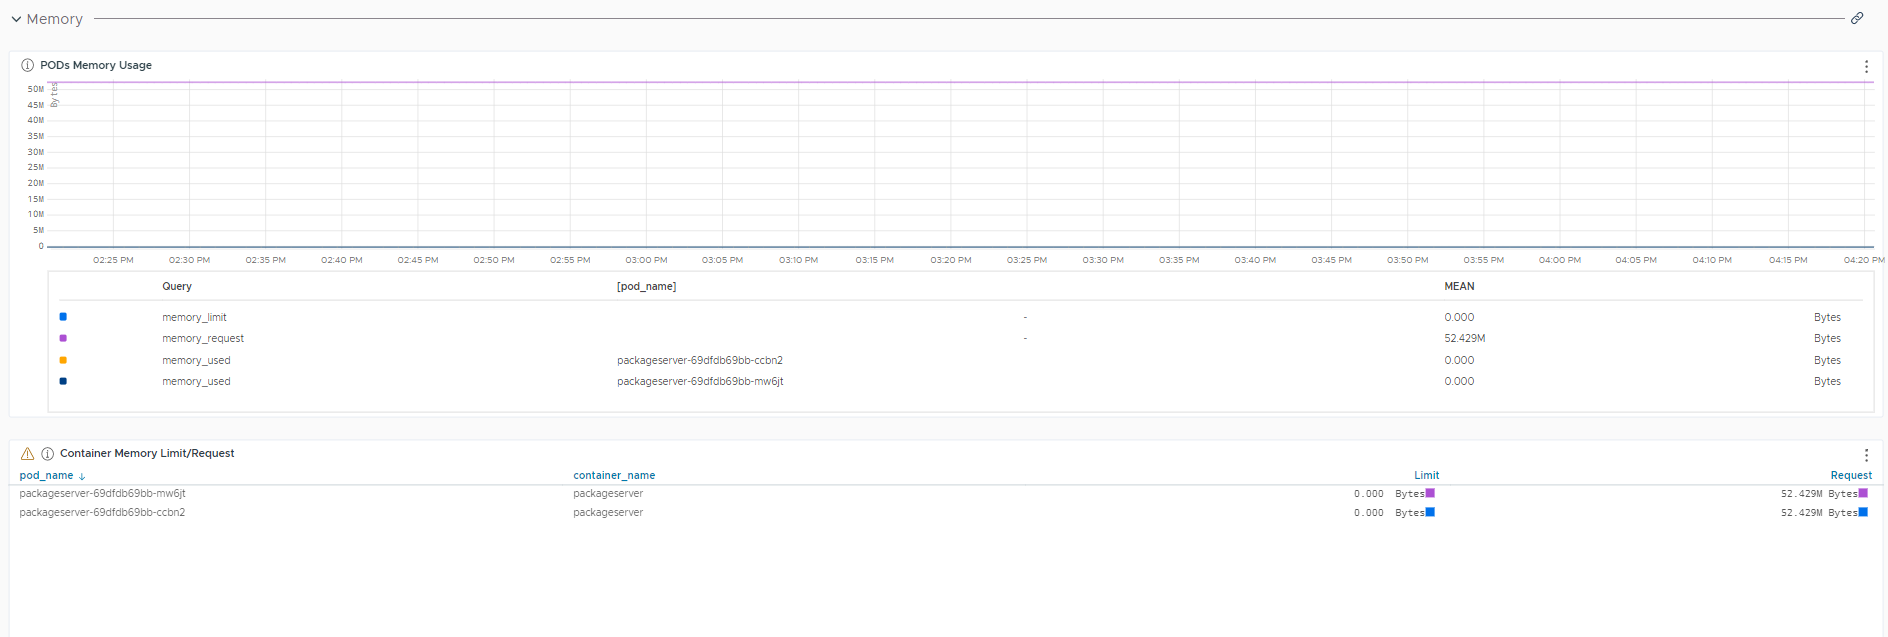 Memory
PODs Memory Usage
Bytes
50M
45M
40M
35M
30M
25M
20M
15M
10M
5M
0
02:25 PM 02:30 PM 02:35 PM 02:40 PM 02:45 PM 02:50 PM 02:55 PM 03:00 PM 03:05 PM 03:10 PM 03:15 PM 03:20 PM 03:25 PM 03:30 PM 03:35 PM 03:40 PM 03:45 PM 03:50 PM 03:55 PM 04:00 PM 04:05 PM 04:10 PM 04:15 PM 04:20 PM
Query [pod_name] MEAN
memory_limit - 0.000 Bytes
memory_request - 52.429M Bytes
memory_used packageserver-69dfdb69bb-ccbn2 0.000 Bytes
memory_used packageserver-69dfdb69bb-mw6jt 0.000 Bytes
Container Memory Limit/Request
pod_name ↓ container_name Limit Request
packageserver-69dfdb69bb-mw6jt packageserver 0.000 Bytes 52.429M Bytes
packageserver-69dfdb69bb-ccbn2 packageserver 0.000 Bytes 52.429M Bytes